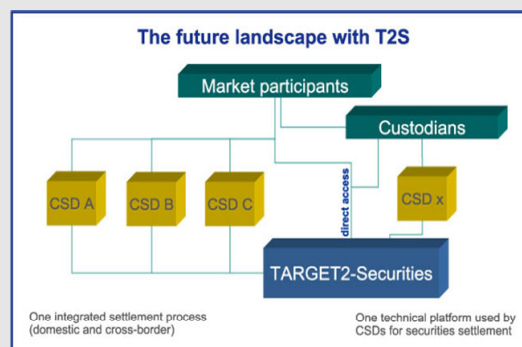 The future landscape with T2S
Market participants
Custodians
CSD A
CSD B
CSD C
direct access
CSD x
TARGET2-Securities
One integrated settlement process
(domestic and cross-border)
One technical platform used by
CSDs for securities settlement